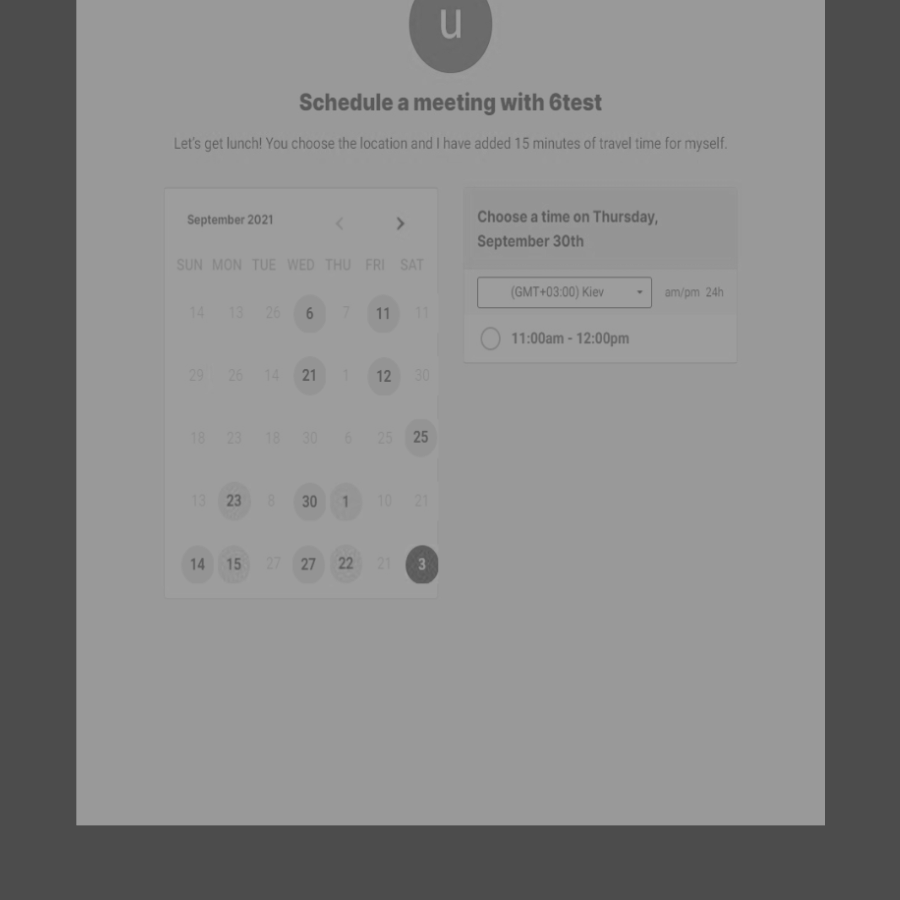 u
Schedule a meeting with 6test
Let's get lunch! You choose the location and I have added 15 minutes of travel time for myself.
September 2021
SUN MON TUE WED THU FRI SAT
14 13 26 6 7 11 11
29 26 14 21 1 12 30
18 23 18 30 6 25 25
13 23 8 30 1 10 21
14 15 27 27 22 21 3
Choose a time on Thursday,
September 30th
(GMT+03:00) Kiev
am/pm 24h
11:00am - 12:00pm